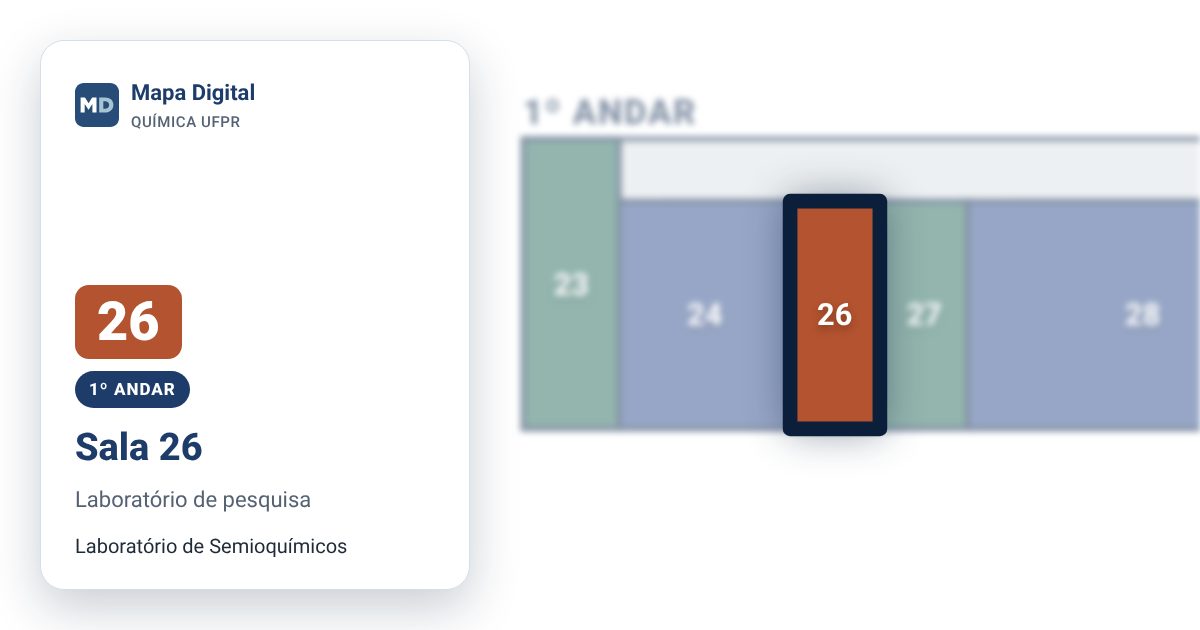 MD
Mapa Digital
QUÍMICA UFPR
26
1º ANDAR
Sala 26
Laboratório de pesquisa
Laboratório de Semioquímicos
1º ANDAR
23
24
26
27
28